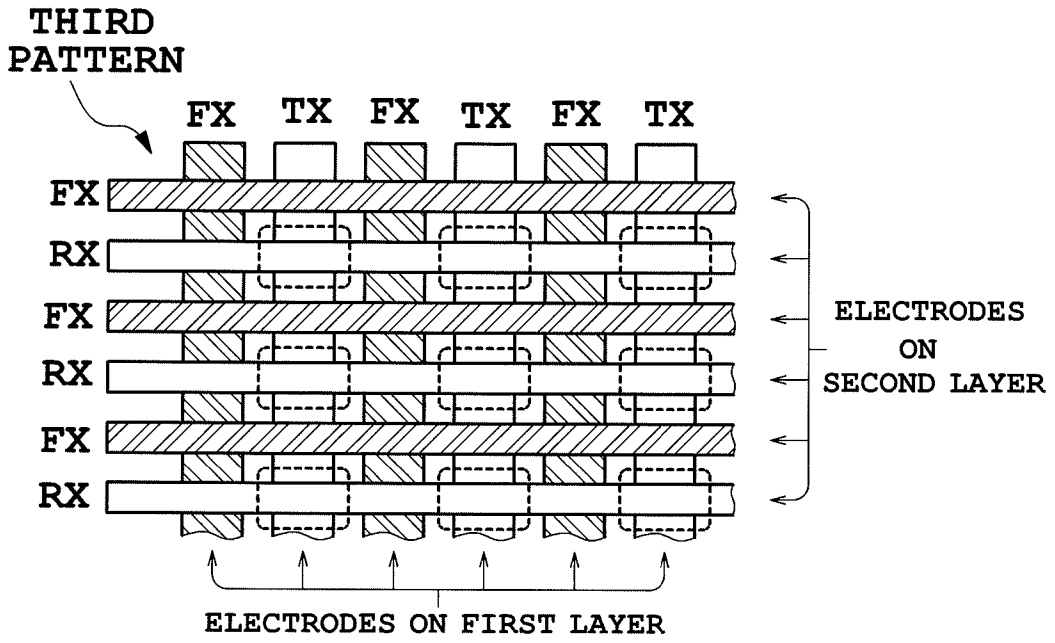 THIRD
PATTERN
FX TX FX TX FX TX
FX
RX
FX
RX
FX
RX
ELECTRODES
ON
SECOND LAYER
ELECTRODES ON FIRST LAYER